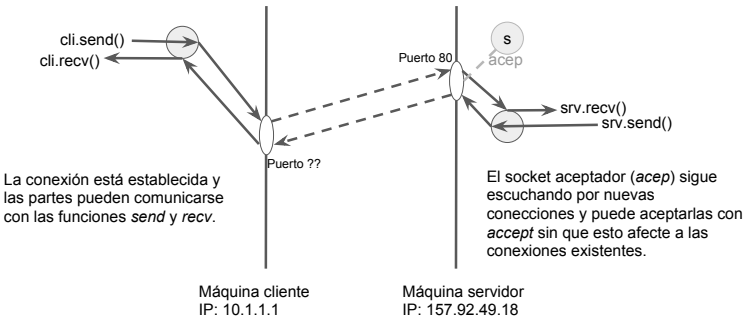 cli.send()
cli.recv()
Puerto 80
s
acep
srv.recv()
srv.send()
Puerto ??
La conexión está establecida y
las partes pueden comunicarse
con las funciones send y recv.
El socket aceptador (acep) sigue
escuchando por nuevas
conecciones y puede aceptarlas con
accept sin que esto afecte a las
conexiones existentes.
Máquina cliente
IP: 10.1.1.1
Máquina servidor
IP: 157.92.49.18